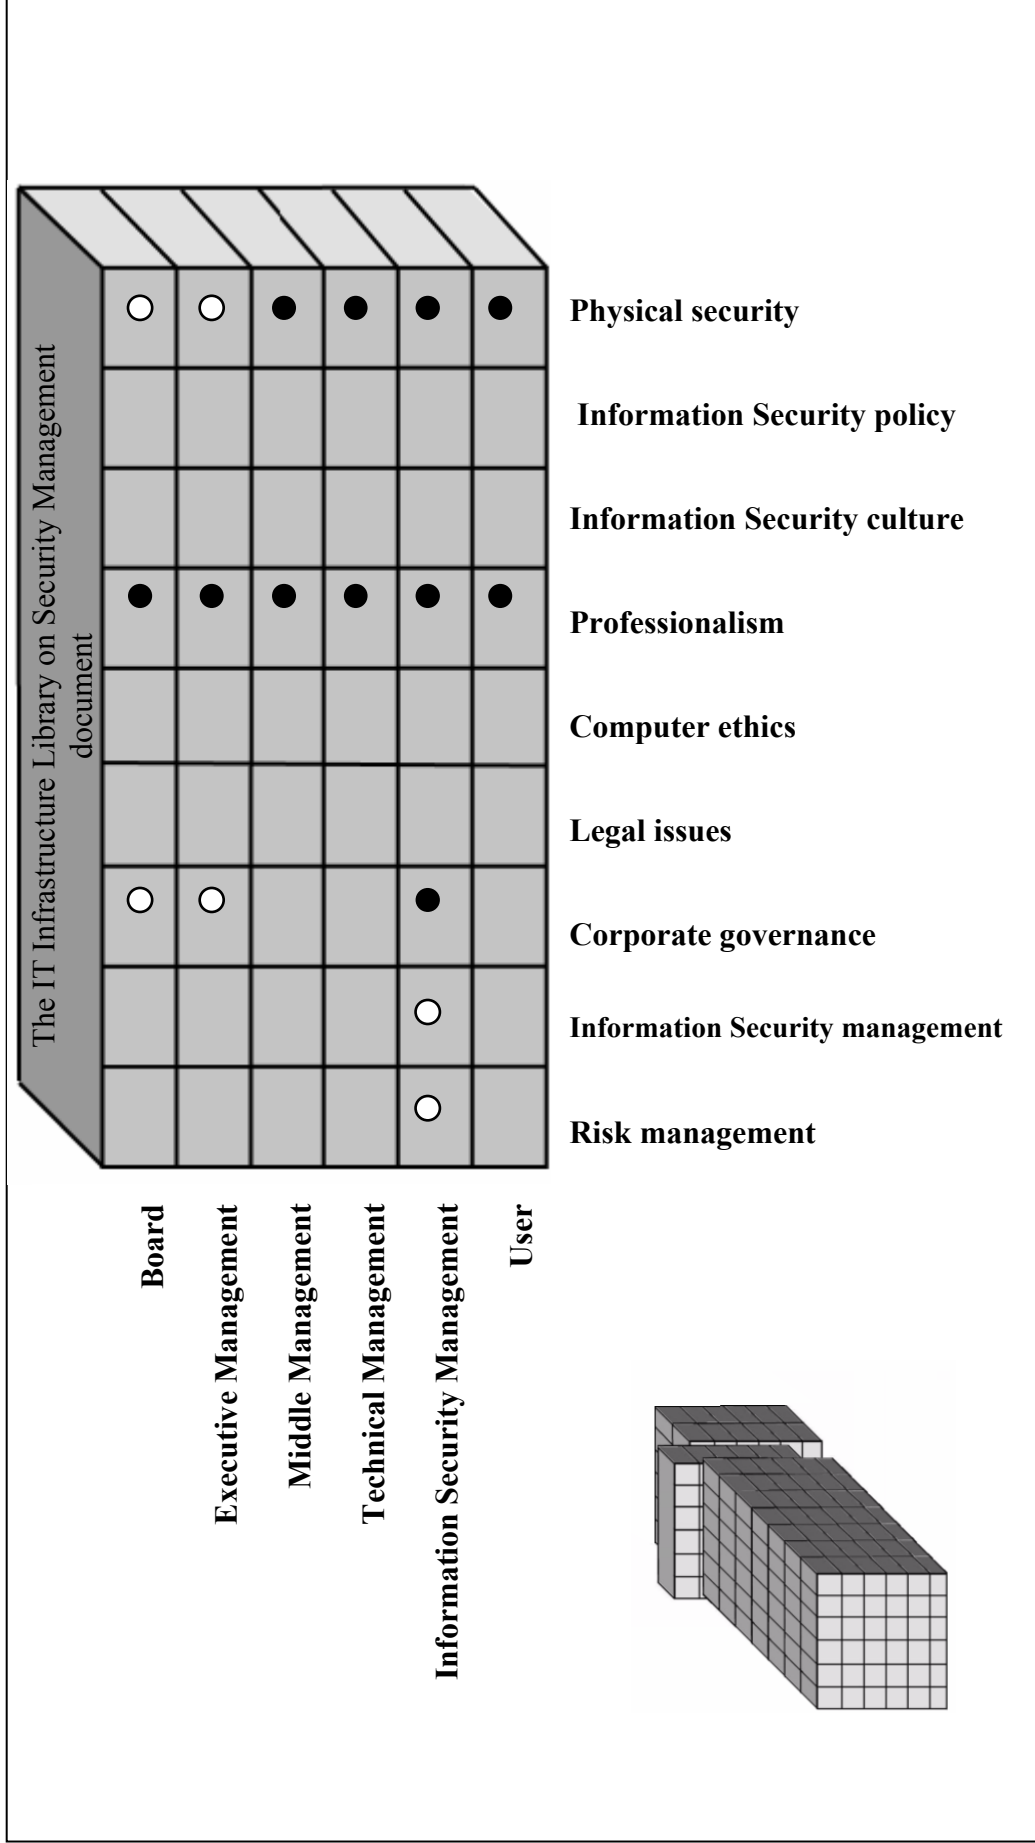 The IT Infrastructure Library on Security Management
document
Physical security
Information Security policy
Information Security culture
Professionalism
Computer ethics
Legal issues
Corporate governance
Information Security management
Risk management
Board
Executive Management
Middle Management
Technical Management
Information Security Management
User